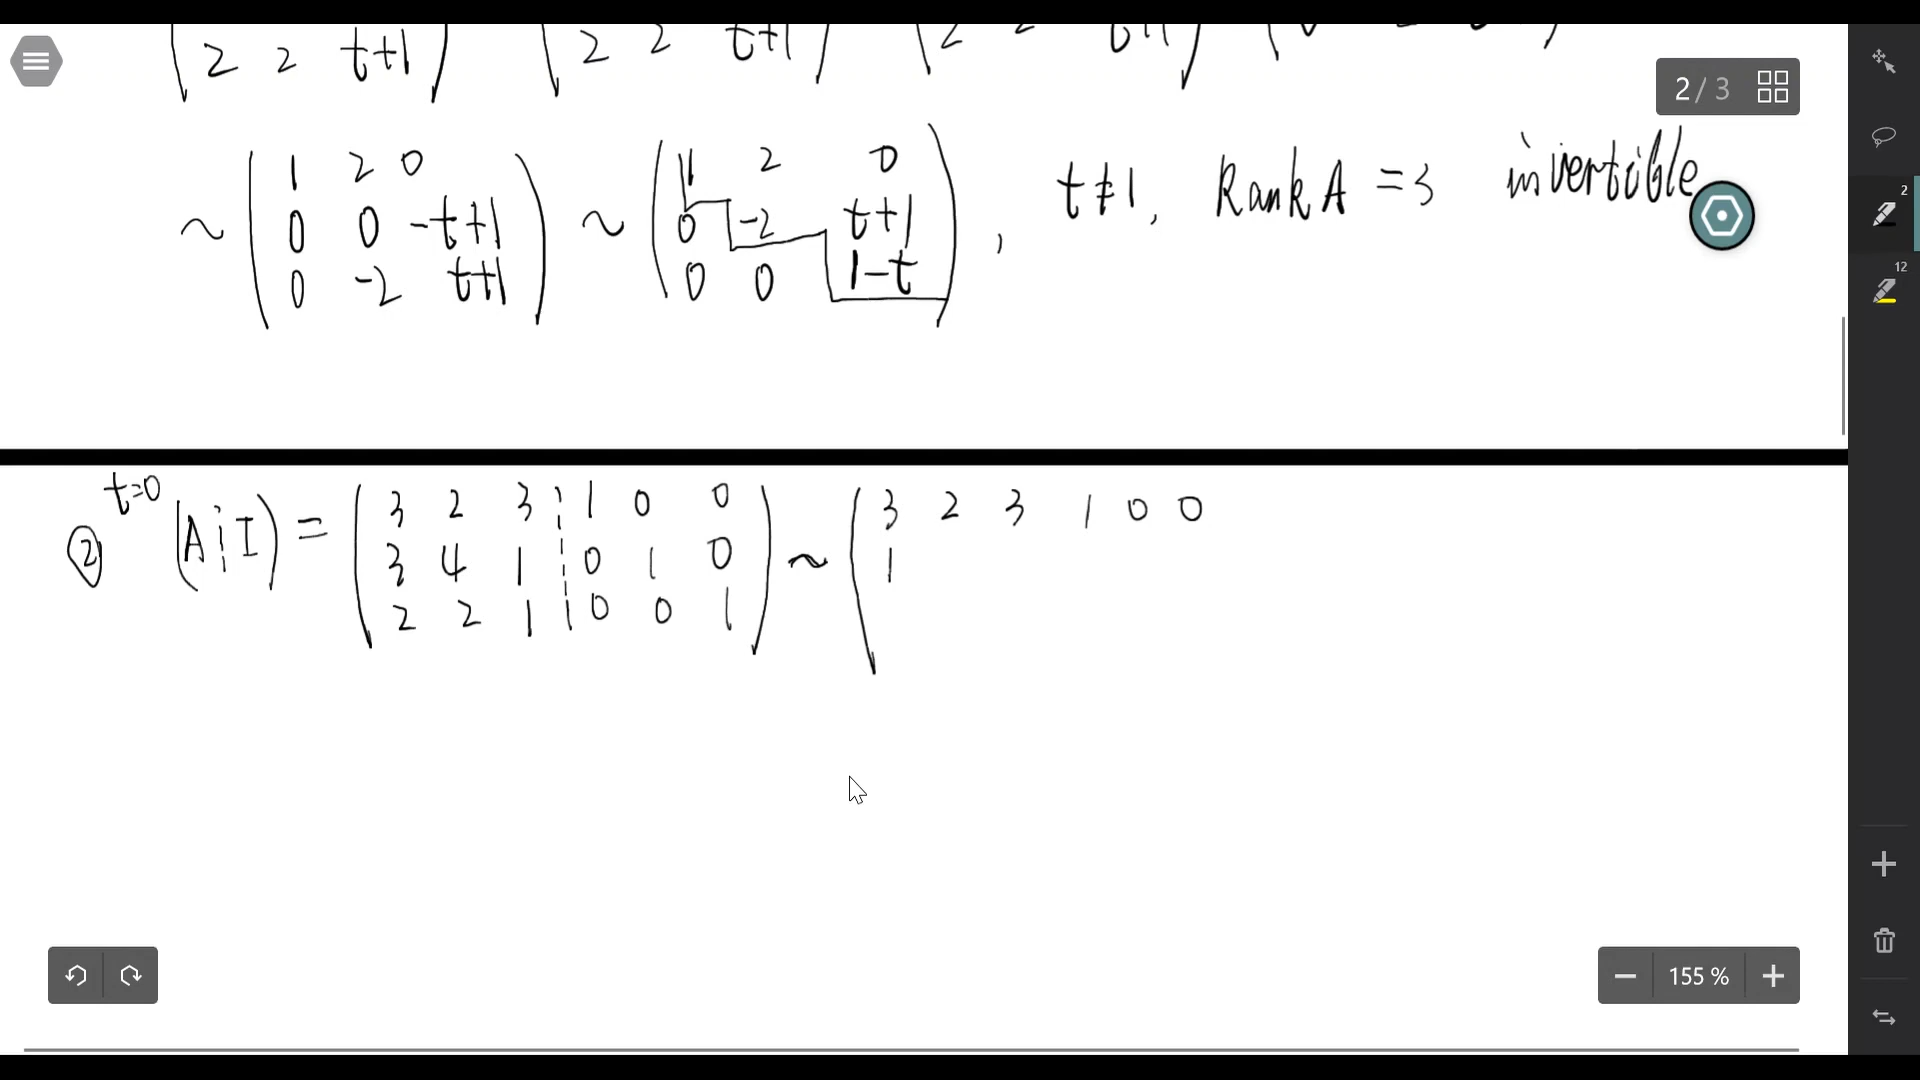 2 2 t+1 2 2 t+1 2 2 t+1
2 / 3
~ ( 1 2 0 ) ~ ( 1 2 0 ) , t≠1, Rank A = 3 invertible
0 0 -t+1 0 -2 t+1
0 -2 t+1 0 0 1-t
2
12
t=0
② (A¦I) = ( 3 2 3 ¦ 1 0 0 ) ~ ( 3 2 3 1 0 0
3 4 1 ¦ 0 1 0 1
2 2 1 ¦ 0 0 1
155 %